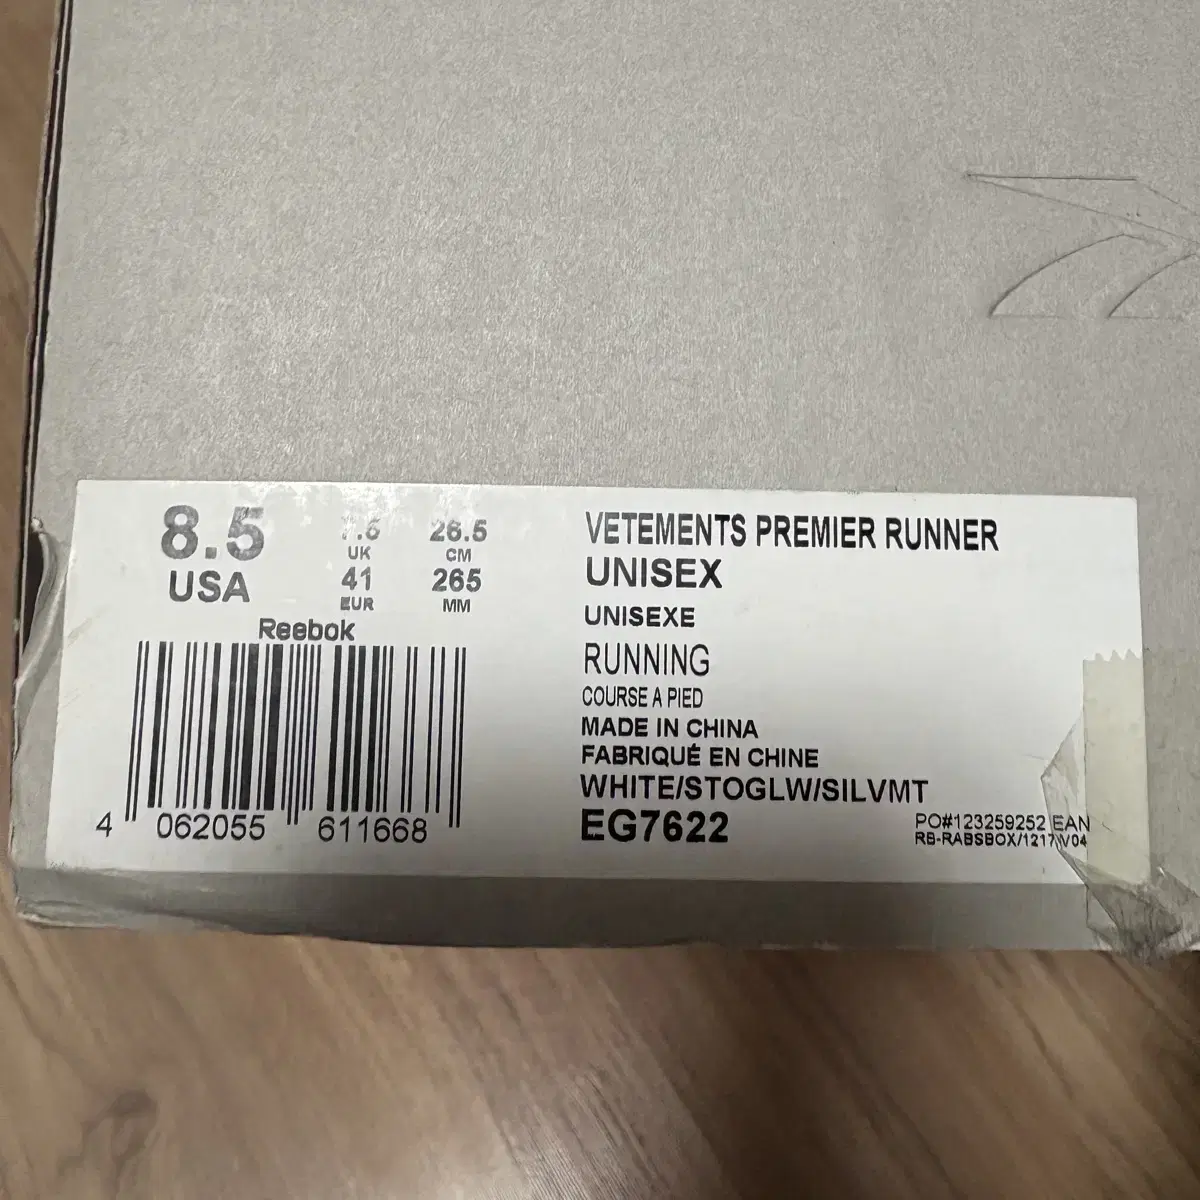 8.5
USA
UK
41
EUR
26.5
CM
265
MM
Reebok
4 062055 611668
VETEMENTS PREMIER RUNNER
UNISEX
UNISEXE
RUNNING
COURSE A PIED
MADE IN CHINA
FABRIQUÉ EN CHINE
WHITE/STOGLW/SILVMT
EG7622
PO#123259252 EAN
RB-RABSBOX/1217 V04